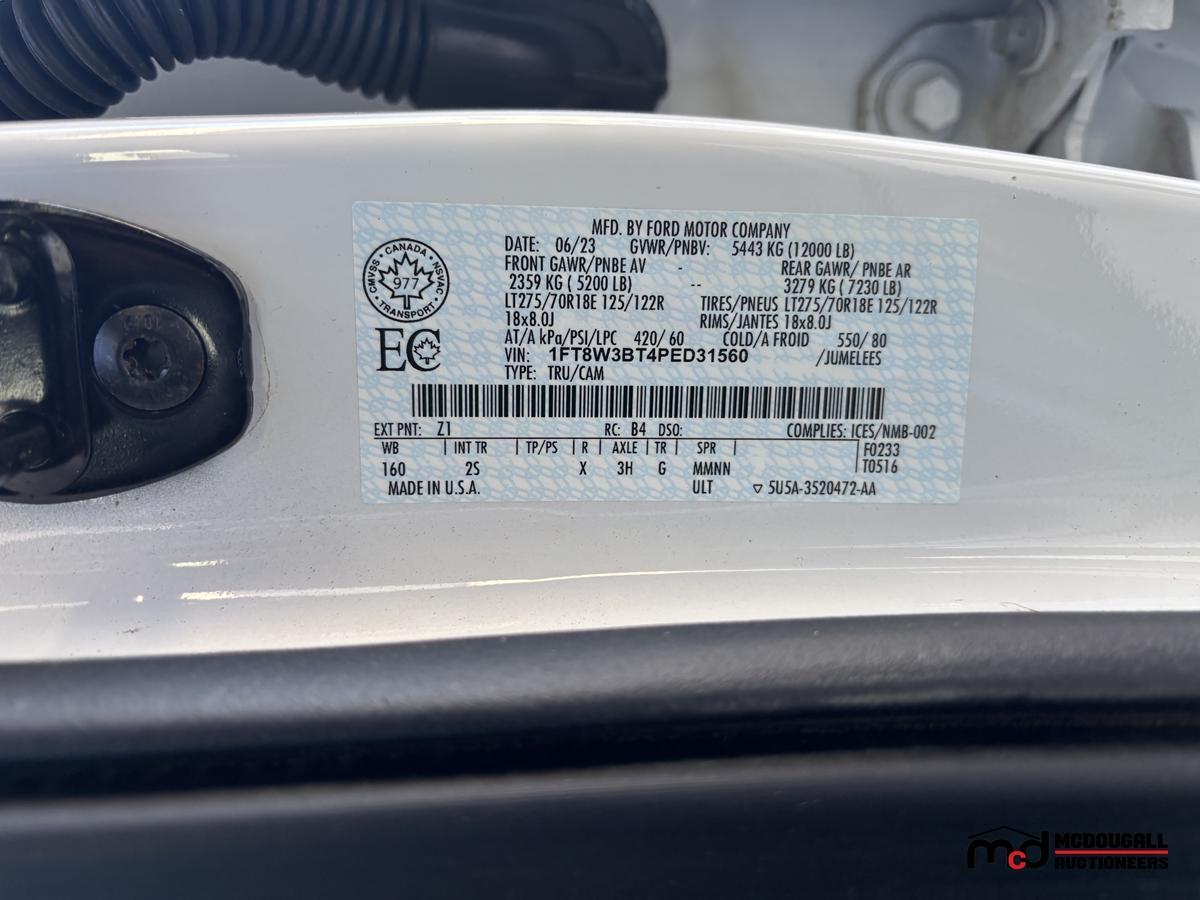 MFD. BY FORD MOTOR COMPANY
DATE: 06/23 GVWR/PNBV: 5443 KG (12000 LB)
FRONT GAWR/PNBE AV - REAR GAWR/ PNBE AR
2359 KG ( 5200 LB) -- 3279 KG ( 7230 LB)
LT275/70R18E 125/122R TIRES/PNEUS LT275/70R18E 125/122R
18x8.0J RIMS/JANTES 18x8.0J
AT/A kPa/PSI/LPC 420/60 COLD/A FROID 550/80
VIN: 1FT8W3BT4PED31560 /JUMELEES
TYPE: TRU/CAM
CANADA
CMVSS NSVAC
977
TRANSPORT
EC
EXT PNT: Z1 RC: B4 DSO: COMPLIES: ICES/NMB-002
WB INT TR TP/PS R AXLE TR SPR F0233
160 2S X 3H G MMNN T0516
MADE IN U.S.A. ULT ▽ 5U5A-3520472-AA
mcd MCDOUGALL
AUCTIONEERS